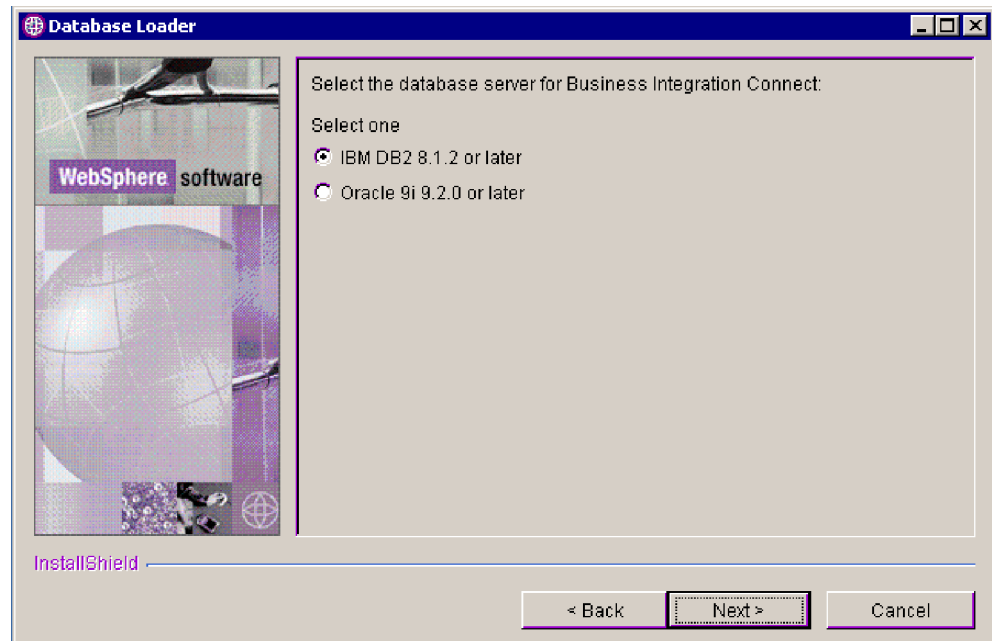 Database Loader
WebSphere software
Select the database server for Business Integration Connect:
Select one
IBM DB2 8.1.2 or later
Oracle 9i 9.2.0 or later
InstallShield
< Back
Next >
Cancel